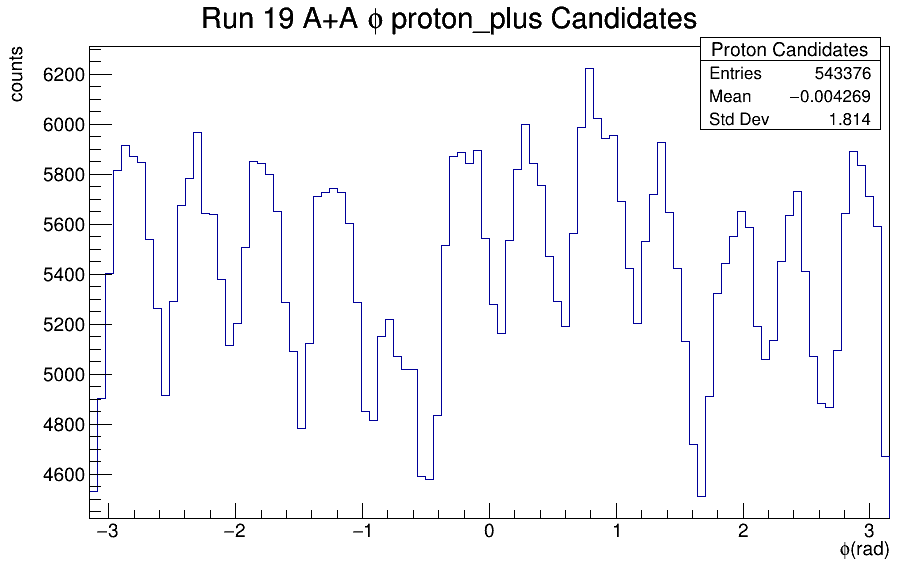 Run 19 A+A ϕ proton_plus Candidates
counts
Proton Candidates
Entries 543376
Mean −0.004269
Std Dev 1.814
6200
6000
5800
5600
5400
5200
5000
4800
4600
−3 −2 −1 0 1 2 3
ϕ(rad)